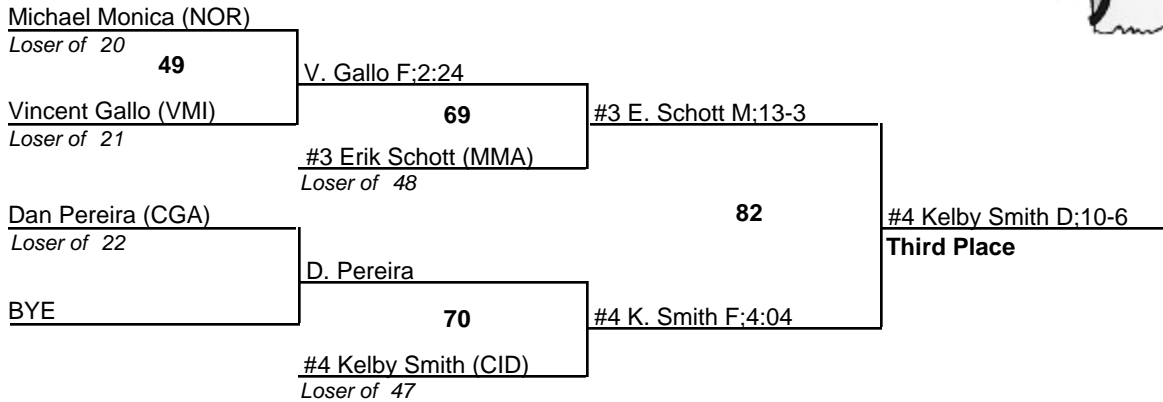 Michael Monica (NOR)
Loser of 20
49
V. Gallo F;2:24
Vincent Gallo (VMI)
Loser of 21
69
#3 E. Schott M;13-3
#3 Erik Schott (MMA)
Loser of 48
Dan Pereira (CGA)
Loser of 22
82
#4 Kelby Smith D;10-6
Third Place
D. Pereira
BYE
70
#4 K. Smith F;4:04
#4 Kelby Smith (CID)
Loser of 47